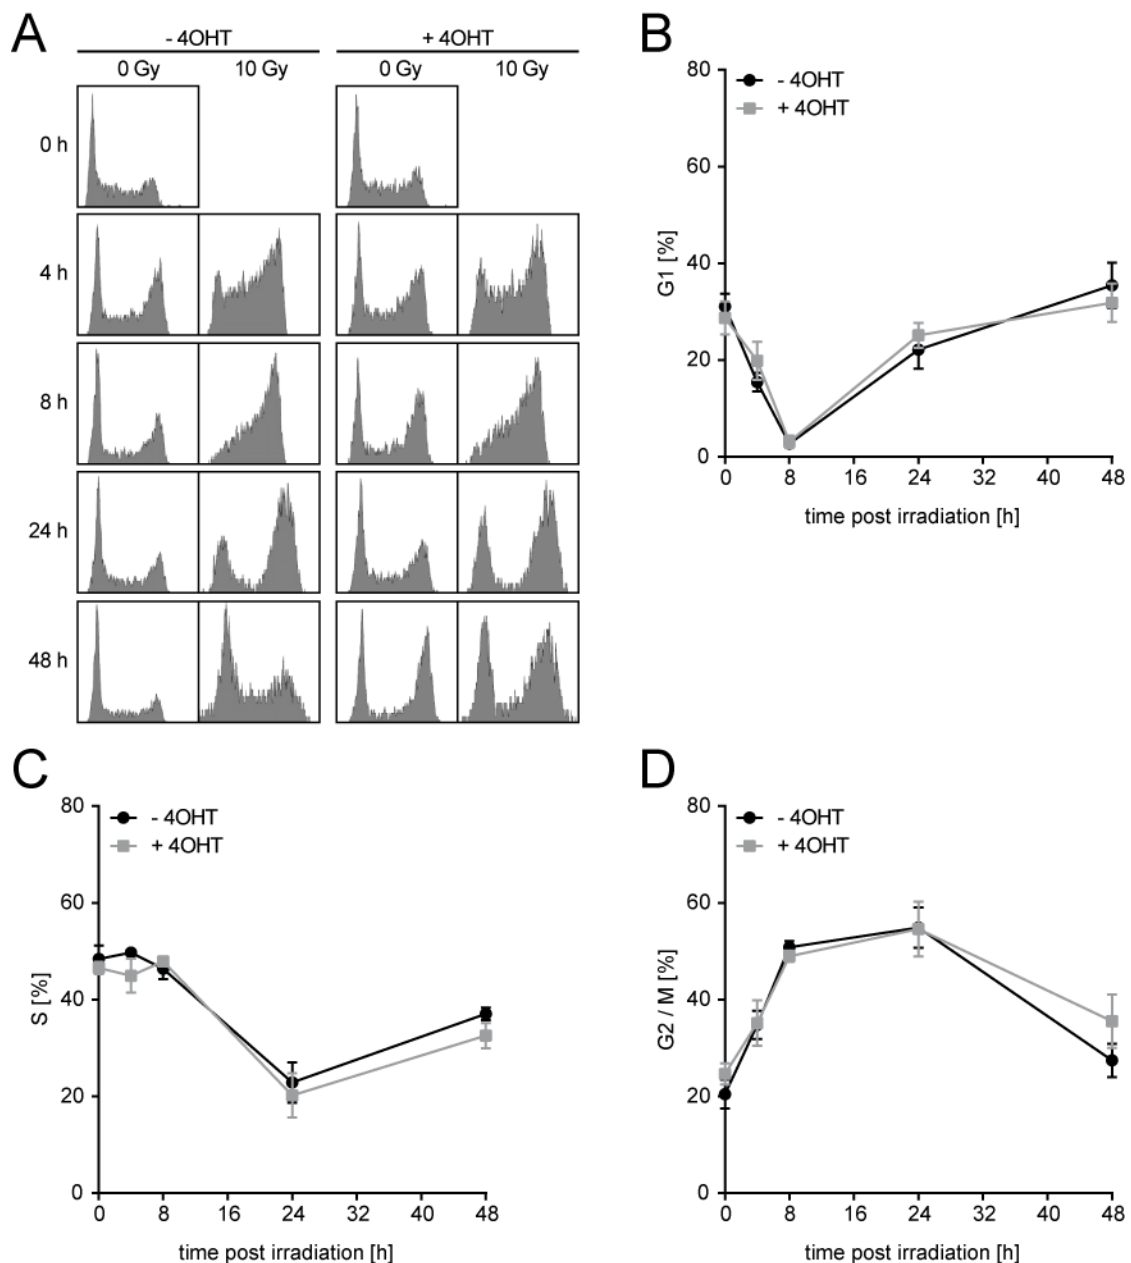 A
- 4OHT
+ 4OHT
0 Gy
10 Gy
0 Gy
10 Gy
0 h
4 h
8 h
24 h
48 h
B
- 4OHT
+ 4OHT
80
60
40
20
0
G1 [%]
0 8 16 24 32 40 48
time post irradiation [h]
C
- 4OHT
+ 4OHT
80
60
40
20
0
S [%]
0 8 16 24 32 40 48
time post irradiation [h]
D
- 4OHT
+ 4OHT
80
60
40
20
0
G2 / M [%]
0 8 16 24 32 40 48
time post irradiation [h]